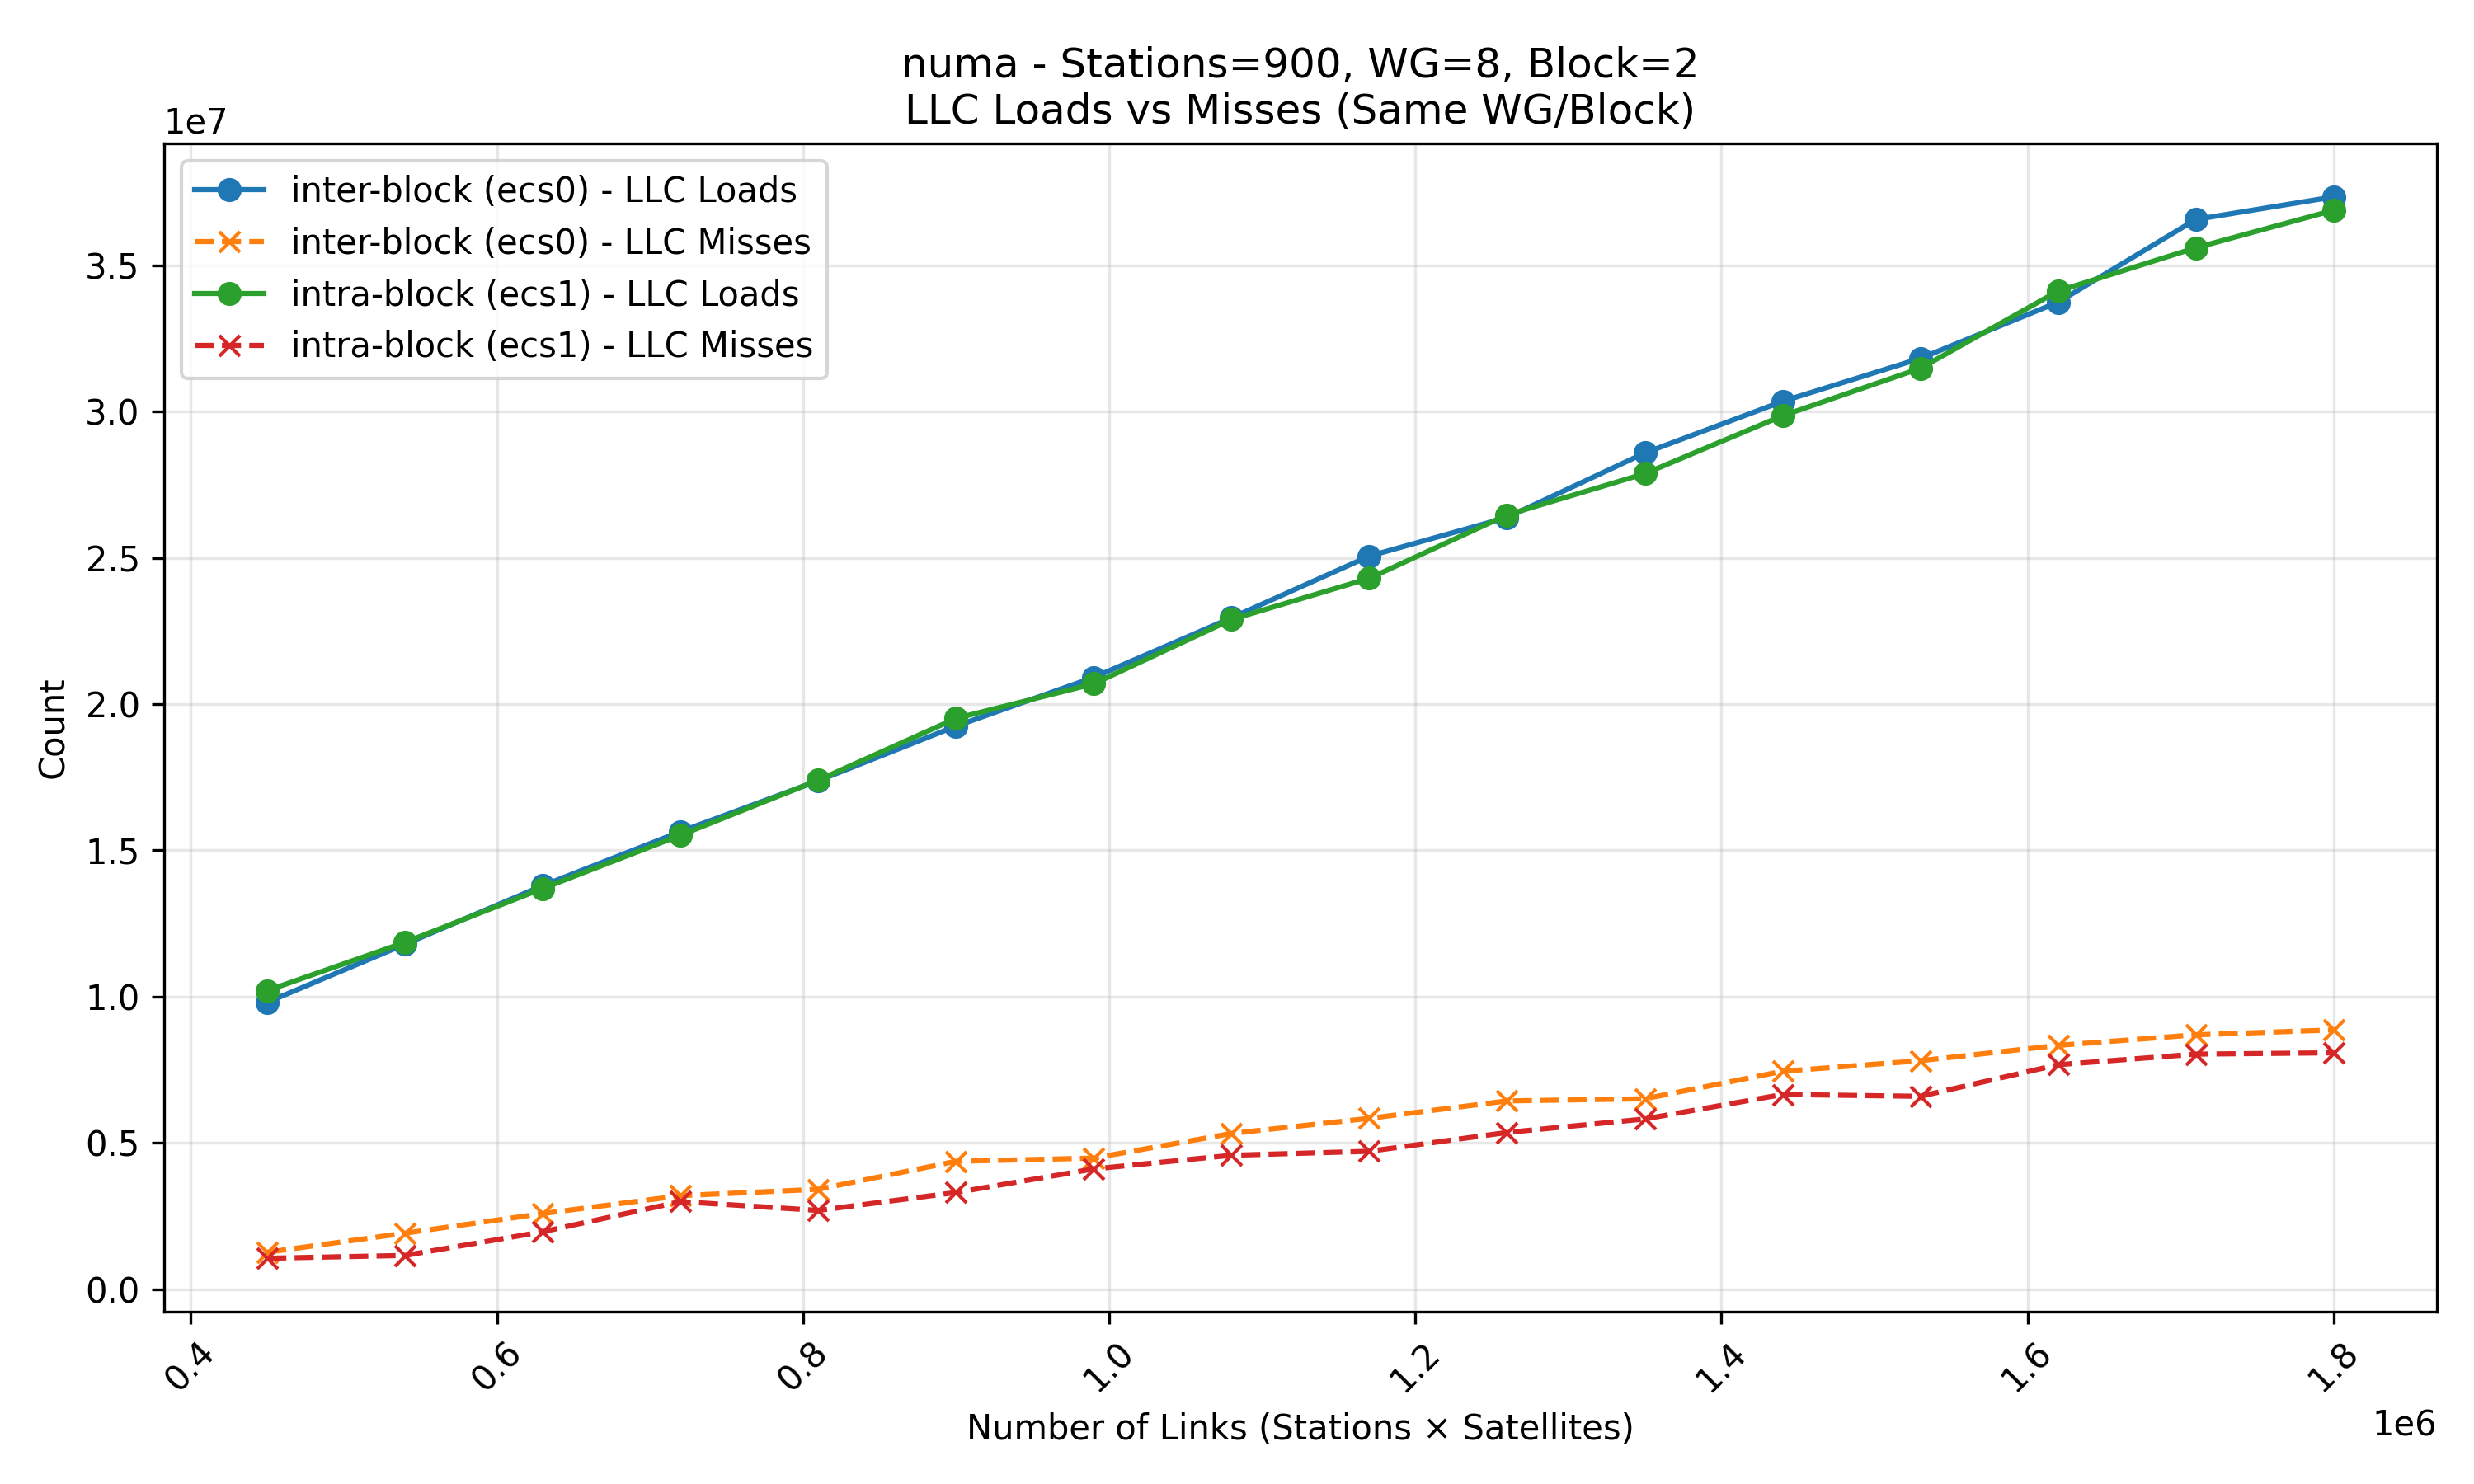 numa - Stations=900, WG=8, Block=2
LLC Loads vs Misses (Same WG/Block)
1e7
inter-block (ecs0) - LLC Loads
inter-block (ecs0) - LLC Misses
intra-block (ecs1) - LLC Loads
intra-block (ecs1) - LLC Misses
3.5
3.0
2.5
2.0
1.5
1.0
0.5
0.0
Count
0.4 0.6 0.8 1.0 1.2 1.4 1.6 1.8
1e6
Number of Links (Stations × Satellites)